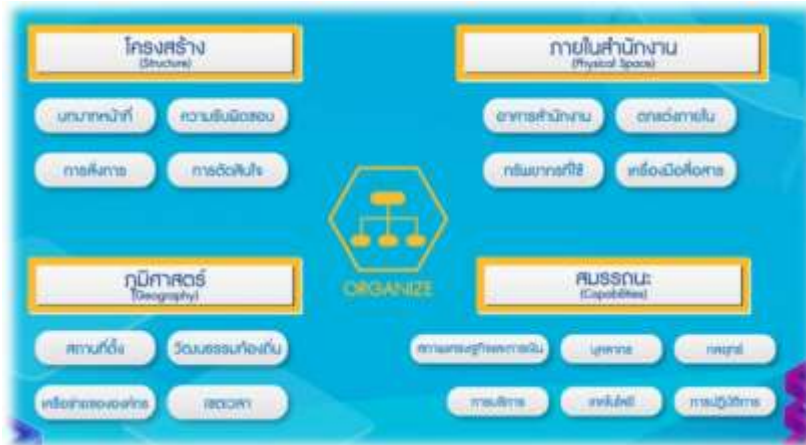 โครงสร้าง
(Structure)
บทบาทหน้าที่ ความรับผิดชอบ
การสั่งการ การตัดสินใจ
ภายในสำนักงาน
(Physical Space)
อาคารสำนักงาน ตกแต่งภายใน
ทรัพยากรที่ใช้ เครื่องมือสื่อสาร
ORGANIZE
ภูมิศาสตร์
(Geography)
สถานที่ตั้ง วัฒนธรรมท้องถิ่น
เครือข่ายขององค์กร เขตเวลา
สมรรถนะ
(Capabilities)
สภาพเศรษฐกิจและการเงิน บุคลากร กลยุทธ์
การบริการ เทคโนโลยี การปฏิบัติการ